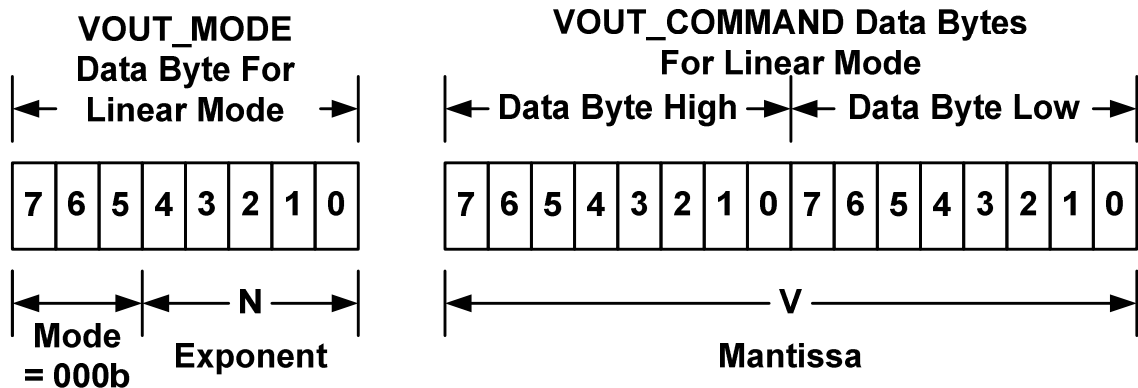 VOUT_MODE
Data Byte For
Linear Mode
7 6 5 4 3 2 1 0
N
Mode
= 000b
Exponent
VOUT_COMMAND Data Bytes
For Linear Mode
Data Byte High
Data Byte Low
7 6 5 4 3 2 1 0 7 6 5 4 3 2 1 0
V
Mantissa